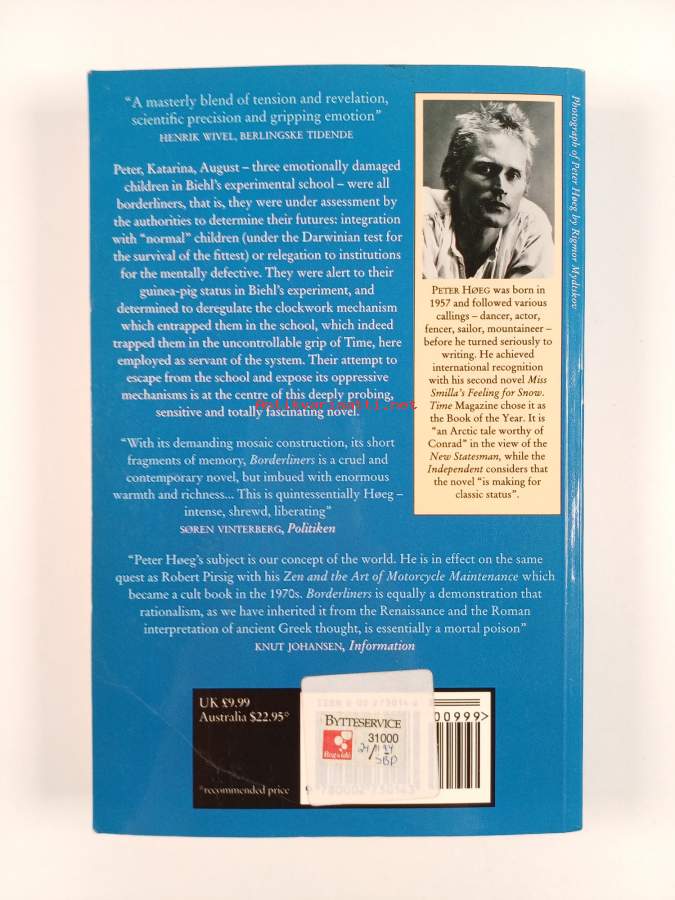 “A masterly blend of tension and revelation,
scientific precision and gripping emotion”
HENRIK WIVEL, BERLINGSKE TIDENDE
Peter, Katarina, August – three emotionally damaged
children in Biehl’s experimental school – were all
borderliners, that is, they were under assessment by
the authorities to determine their futures: integration
with “normal” children (under the Darwinian test for
the survival of the fittest) or relegation to institutions
for the mentally defective. They were alert to their
guinea-pig status in Biehl’s experiment, and
determined to deregulate the clockwork mechanism
which entrapped them in the school, which indeed
trapped them in the uncontrollable grip of Time, here
employed as servant of the system. Their attempt to
escape from the school and expose its oppressive
mechanisms is at the centre of this deeply probing,
sensitive and totally fascinating novel.
Antikvariaatti.net
“With its demanding mosaic construction, its short
fragments of memory, Borderliners is a cruel and
contemporary novel, but imbued with enormous
warmth and richness... This is quintessentially Høeg –
intense, shrewd, liberating”
SØREN VINTERBERG, Politiken
“Peter Høeg’s subject is our concept of the world. He is in effect on the same
quest as Robert Pirsig with his Zen and the Art of Motorcycle Maintenance which
became a cult book in the 1970s. Borderliners is equally a demonstration that
rationalism, as we have inherited it from the Renaissance and the Roman
interpretation of ancient Greek thought, is essentially a mortal poison”
KNUT JOHANSEN, Information
Photograph of Peter Høeg by Rigmor Mydtskov
PETER HØEG was born in
1957 and followed various
callings – dancer, actor,
fencer, sailor, mountaineer –
before he turned seriously to
writing. He achieved
international recognition
with his second novel Miss
Smilla’s Feeling for Snow.
Time Magazine chose it as
the Book of the Year. It is
“an Arctic tale worthy of
Conrad” in the view of the
New Statesman, while the
Independent considers that
the novel “is making for
classic status”.
UK £9.99
Australia $22.95*
*recommended price
BYTTESERVICE
31000
Bog & idé
SBP
00999>
9 780002 730143